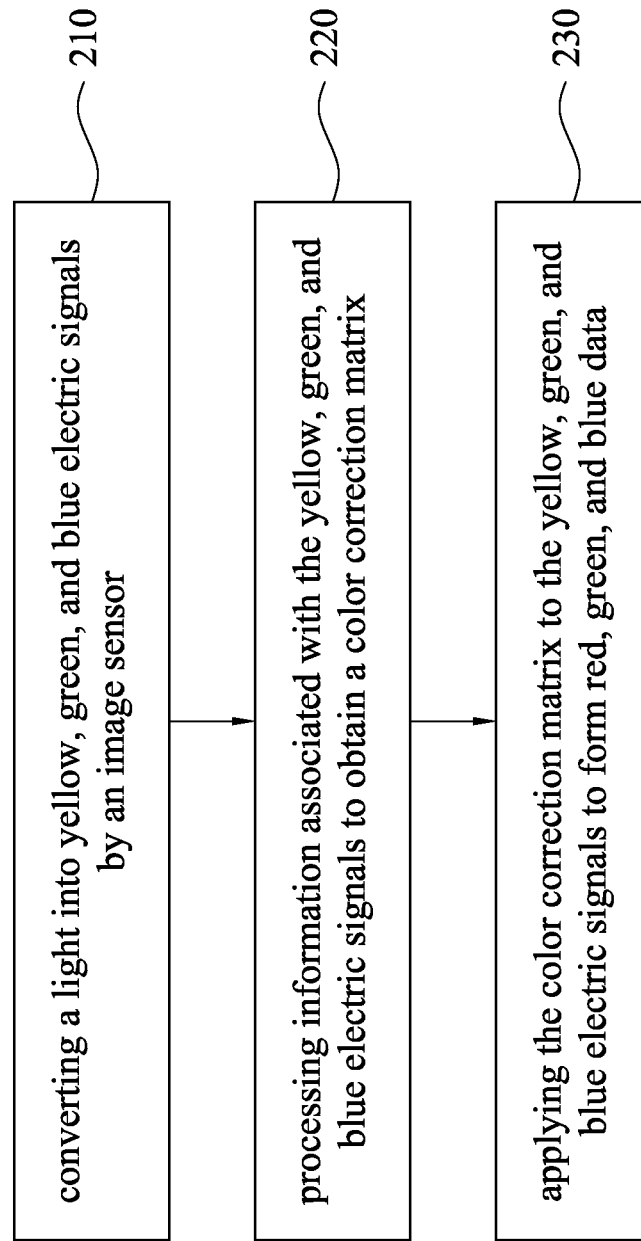 converting a light into yellow, green, and blue electric signals
by an image sensor
210
processing information associated with the yellow, green, and
blue electric signals to obtain a color correction matrix
220
applying the color correction matrix to the yellow, green, and
blue electric signals to form red, green, and blue data
230